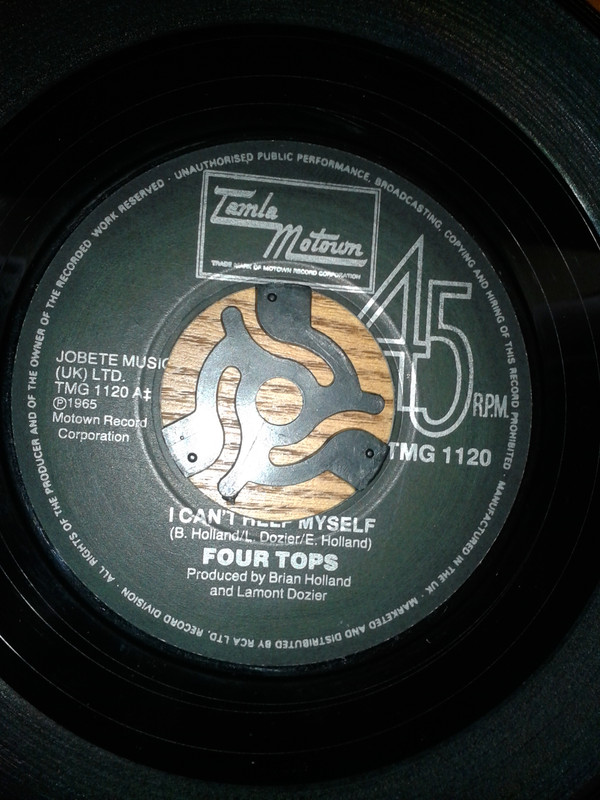 ALL RIGHTS OF THE PRODUCER AND OF THE OWNER OF THE RECORDED WORK RESERVED · UNAUTHORISED PUBLIC PERFORMANCE, BROADCASTING, COPYING AND HIRING OF THIS RECORD PROHIBITED · MANUFACTURED IN THE UK · MARKETED AND DISTRIBUTED BY RCA LTD. RECORD DIVISION ·
Tamla
Motown
TRADE MARK OF MOTOWN RECORD CORPORATION
45
R.P.M.
JOBETE MUSIC
(UK) LTD.
TMG 1120 A‡
Ⓟ1965
Motown Record
Corporation
TMG 1120
I CAN'T HELP MYSELF
(B. Holland/L. Dozier/E. Holland)
FOUR TOPS
Produced by Brian Holland
and Lamont Dozier